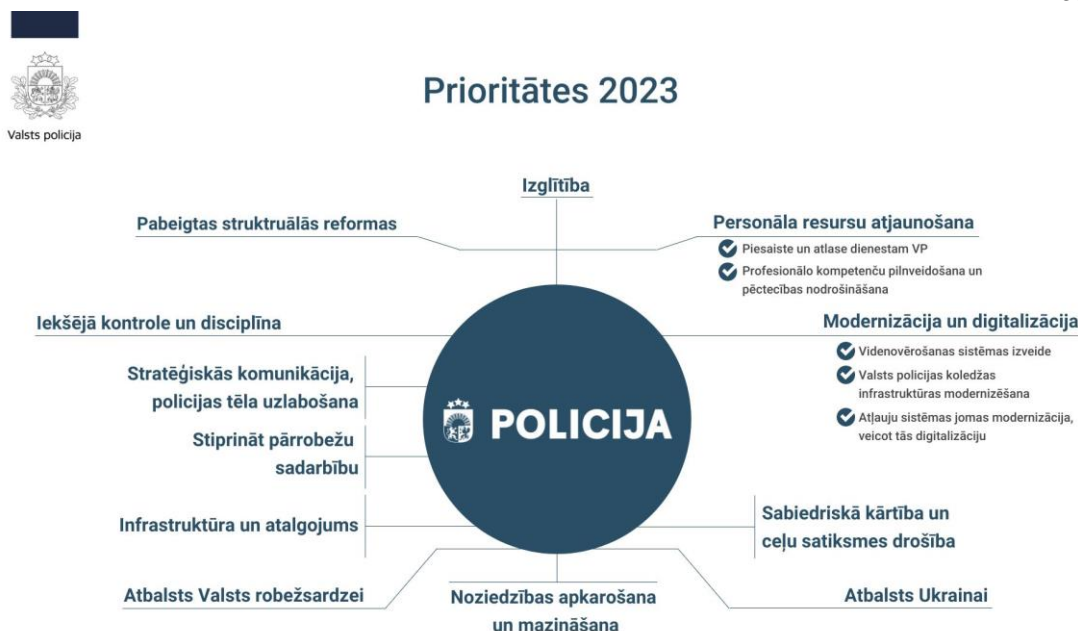 Valsts policija
Prioritātes 2023
Izglītība
Pabeigtas struktruālās reformas
Personāla resursu atjaunošana
Piesaiste un atlase dienestam VP
Profesionālo kompetenču pilnveidošana un
pēctecības nodrošināšana
Iekšējā kontrole un disciplīna
Modernizācija un digitalizācija
Videnovērošanas sistēmas izveide
Valsts policijas koledžas
infrastruktūras modernizēšana
Atļauju sistēmas jomas modernizācija,
veicot tās digitalizāciju
Stratēģiskās komunikācija,
policijas tēla uzlabošana
POLICIJA
Stiprināt pārrobežu
sadarbību
Infrastruktūra un atalgojums
Sabiedriskā kārtība un
ceļu satiksmes drošība
Atbalsts Valsts robežsardzei
Noziedzības apkarošana
un mazināšana
Atbalsts Ukrainai